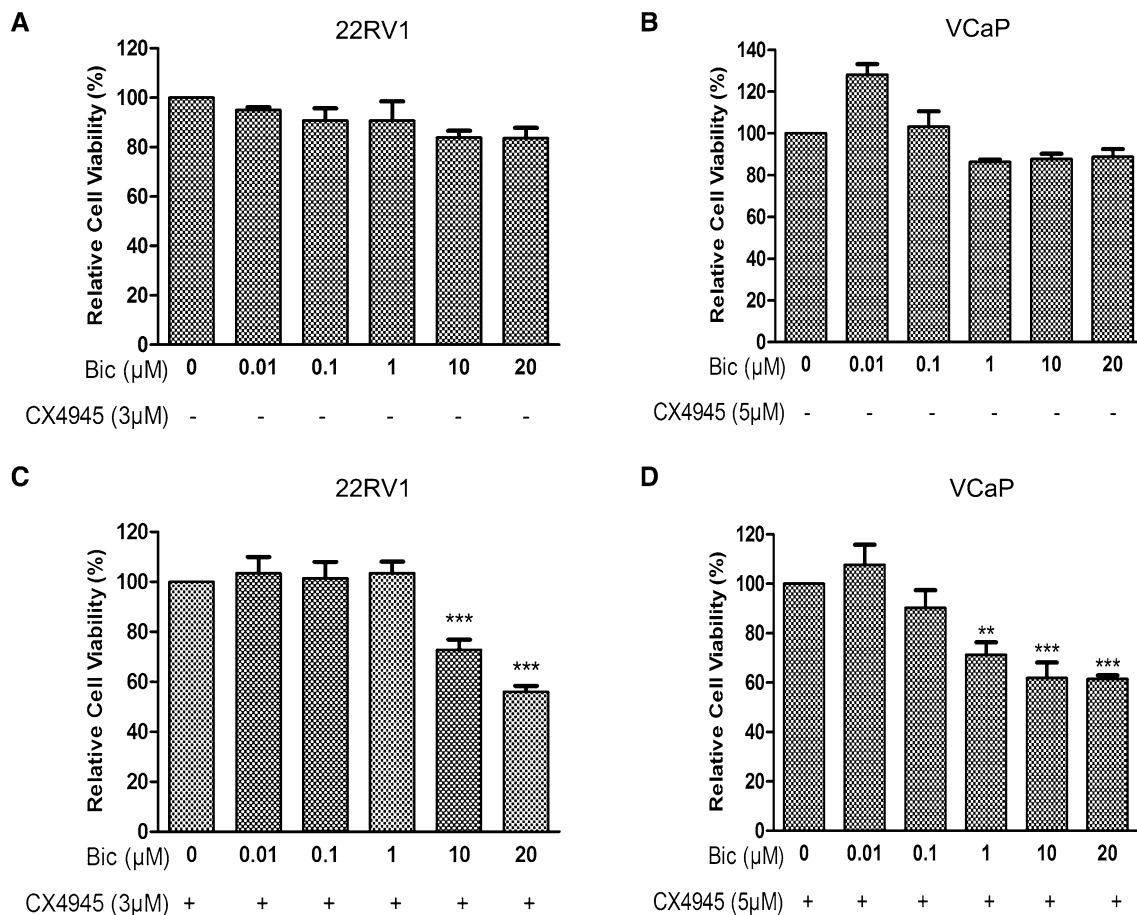 A
22RV1
Relative Cell Viability (%)
120
100
80
60
40
20
0
Bic (µM) 0 0.01 0.1 1 10 20
CX4945 (3µM) - - - - - -
B
VCaP
Relative Cell Viability (%)
140
120
100
80
60
40
20
0
Bic (µM) 0 0.01 0.1 1 10 20
CX4945 (5µM) - - - - - -
C
22RV1
Relative Cell Viability (%)
120
100
80
60
40
20
0
***
***
Bic (µM) 0 0.01 0.1 1 10 20
CX4945 (3µM) + + + + + +
D
VCaP
Relative Cell Viability (%)
120
100
80
60
40
20
0
** *** ***
Bic (µM) 0 0.01 0.1 1 10 20
CX4945 (5µM) + + + + + +